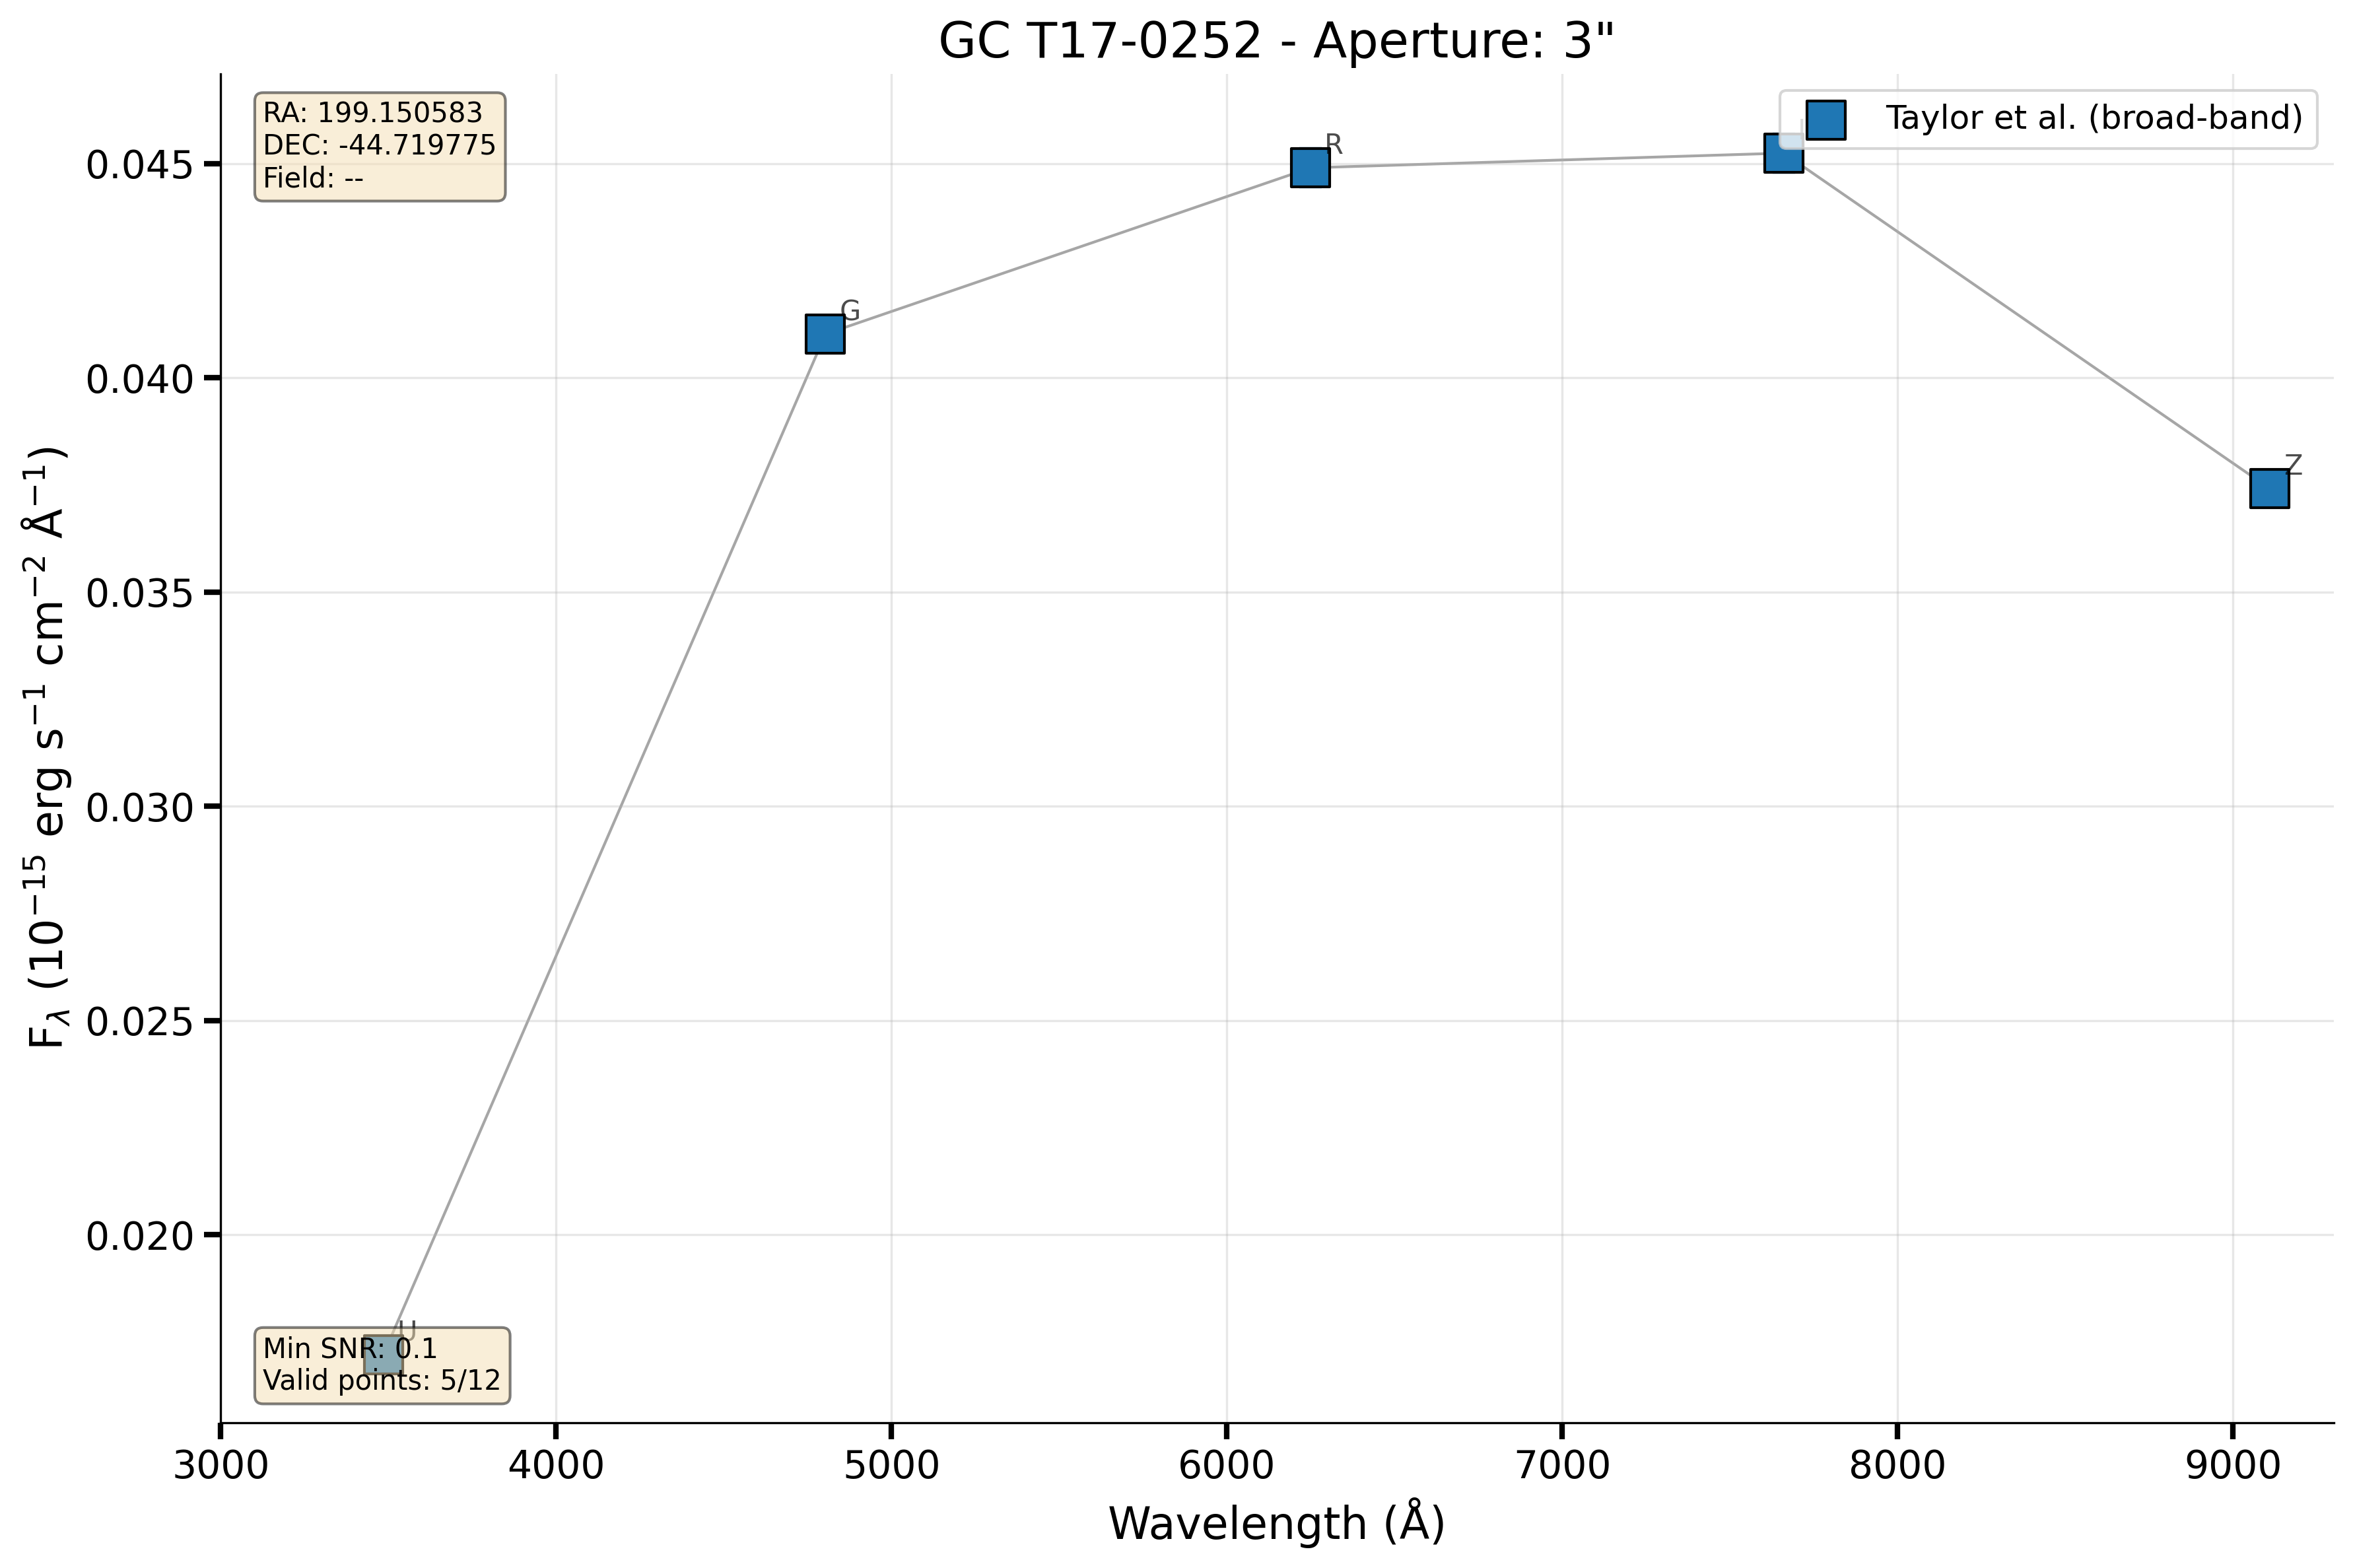 GC T17-0252 - Aperture: 3"
RA: 199.150583
DEC: -44.719775
Field: --
Taylor et al. (broad-band)
R
G
Z
U
Min SNR: 0.1
Valid points: 5/12
F_λ (10^−15 erg s^−1 cm^−2 Å^−1)
0.045
0.040
0.035
0.030
0.025
0.020
3000 4000 5000 6000 7000 8000 9000
Wavelength (Å)